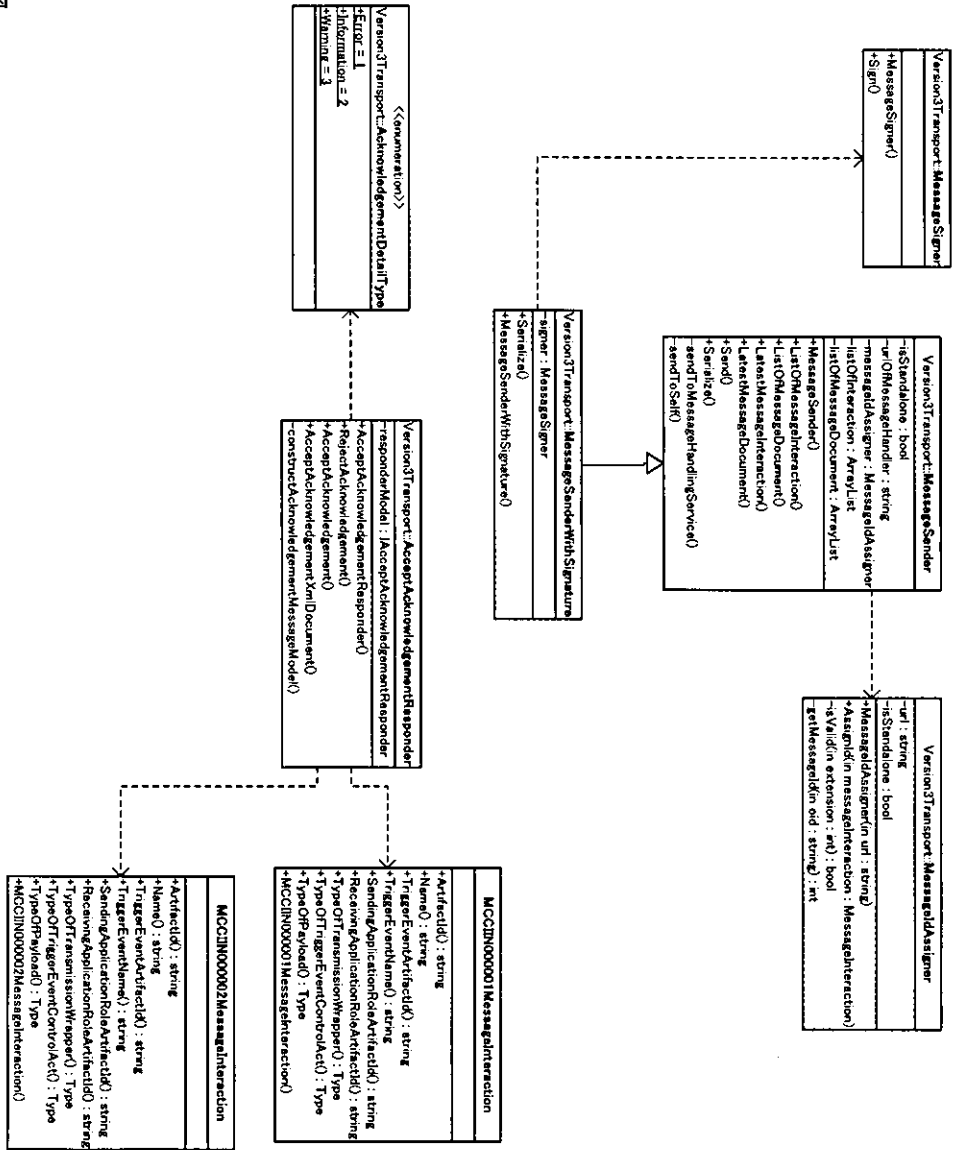 Version3Transport::MessageSigner
+MessageSigner()
+Sign()
Version3Transport::MessageSender
-isStandalone : bool
-urlOfMessageHandler : string
-messageIdAssigner : MessageIdAssigner
-listOfInteraction : ArrayList
-listOfMessageDocument : ArrayList
+MessageSender()
+ListOfMessageInteraction()
+ListOfMessageDocument()
+LatestMessageInteraction()
+LatestMessageDocument()
+Send()
+Serialize()
-sendToMessageHandlingService()
-sendToSelf()
Version3Transport::MessageIdAssigner
-url : string
-isStandalone : bool
+MessageIdAssigner(in url : string)
+AssignId(in messageInteraction : MessageInteraction)
-isValid(in extension : int) : bool
-getMessageId(in oid : string) : int
Version3Transport::MessageSenderWithSignature
-signer : MessageSigner
+Serialize()
+MessageSenderWithSignature()
<<enumeration>>
Version3Transport::AcknowledgementDetailType
+Error = 1
+Information = 2
+Warning = 3
Version3Transport::AcceptAcknowledgementResponder
-responderModel : IAcceptAcknowledgementResponder
+AcceptAcknowledgementResponder()
+RejectAcknowledgement()
+AcceptAcknowledgement()
+AcceptAcknowledgementXmlDocument()
-constructAcknowledgementMessageModel()
MCCIIN000001MessageInteraction
+ArtifactId() : string
+Name() : string
+TriggerEventArtifactId() : string
+TriggerEventName() : string
+SendingApplicationRoleArtifactId() : string
+ReceivingApplicationRoleArtifactId() : string
+TypeOfTransmissionWrapper() : Type
+TypeOfTriggerEventControlAct() : Type
+TypeOfPayload() : Type
+MCCIIN000001MessageInteraction()
MCCIIN000002MessageInteraction
+ArtifactId() : string
+Name() : string
+TriggerEventArtifactId() : string
+TriggerEventName() : string
+SendingApplicationRoleArtifactId() : string
+ReceivingApplicationRoleArtifactId() : string
+TypeOfTransmissionWrapper() : Type
+TypeOfTriggerEventControlAct() : Type
+TypeOfPayload() : Type
+MCCIIN000002MessageInteraction()